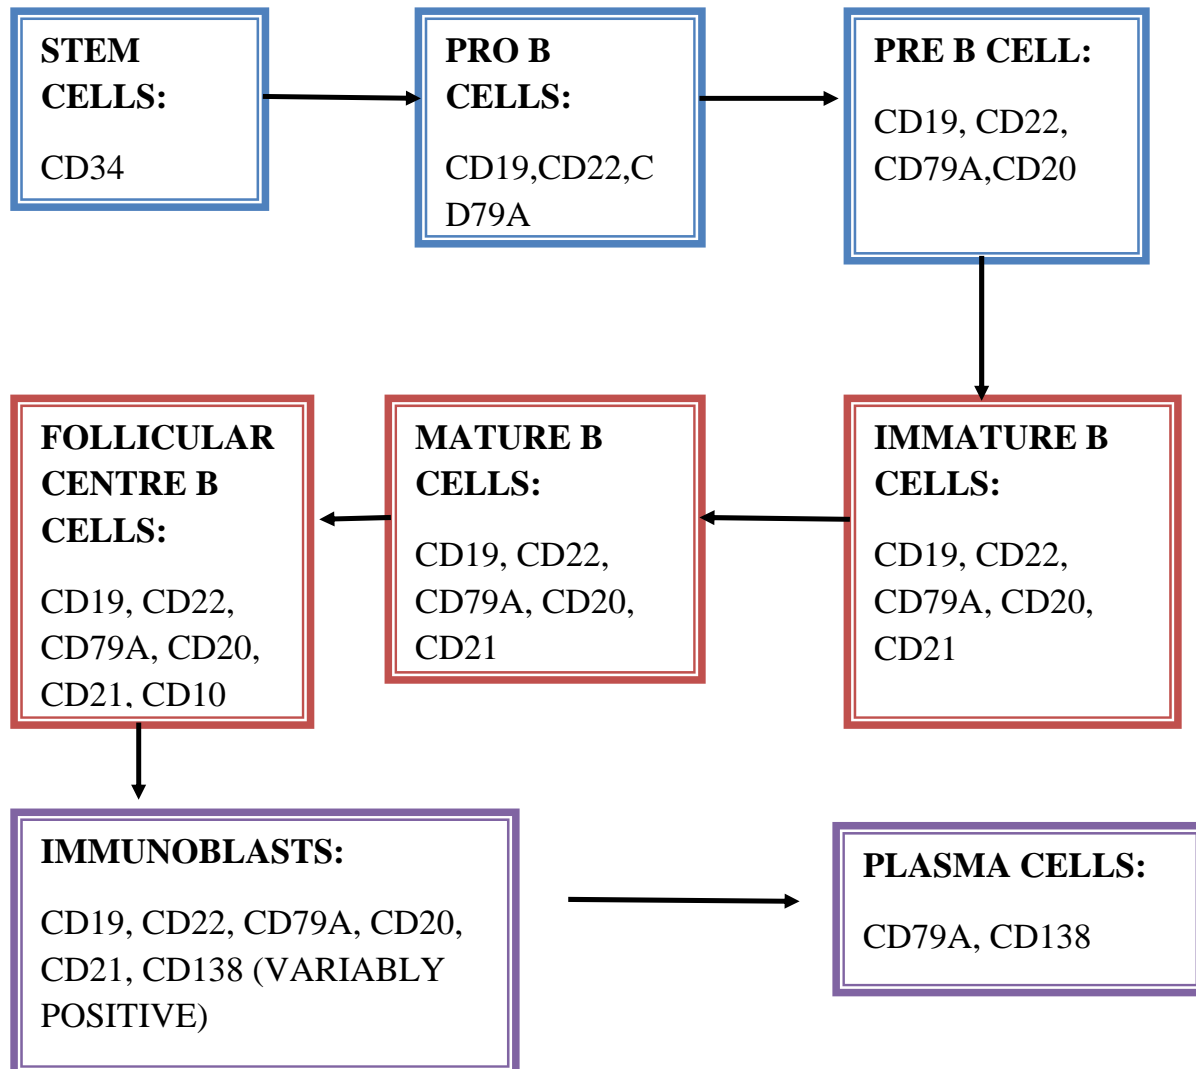 STEM
CELLS:
CD34
PRO B
CELLS:
CD19,CD22,C
D79A
PRE B CELL:
CD19, CD22,
CD79A,CD20
IMMATURE B
CELLS:
CD19, CD22,
CD79A, CD20,
CD21
MATURE B
CELLS:
CD19, CD22,
CD79A, CD20,
CD21
FOLLICULAR
CENTRE B
CELLS:
CD19, CD22,
CD79A, CD20,
CD21, CD10
IMMUNOBLASTS:
CD19, CD22, CD79A, CD20,
CD21, CD138 (VARIABLY
POSITIVE)
PLASMA CELLS:
CD79A, CD138